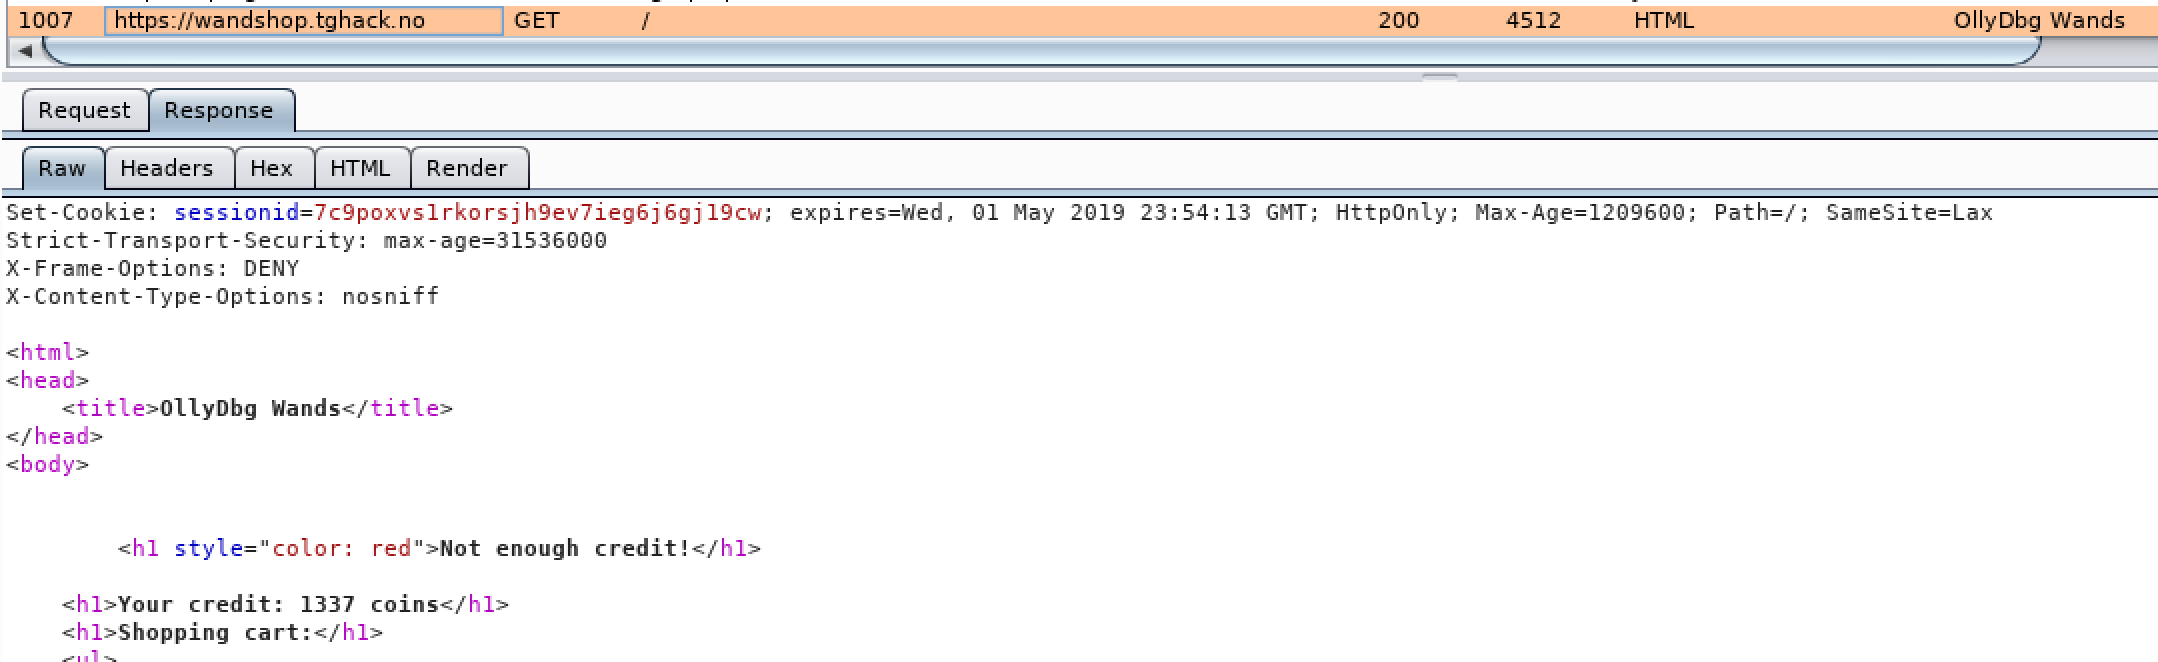 1007 https://wandshop.tghack.no GET / 200 4512 HTML OllyDbg Wands
Request Response
Raw Headers Hex HTML Render
Set-Cookie: sessionid=7c9poxvs1rkorsjh9ev7ieg6j6gj19cw; expires=Wed, 01 May 2019 23:54:13 GMT; HttpOnly; Max-Age=1209600; Path=/; SameSite=Lax
Strict-Transport-Security: max-age=31536000
X-Frame-Options: DENY
X-Content-Type-Options: nosniff
<html>
<head>
<title>OllyDbg Wands</title>
</head>
<body>
<h1 style="color: red">Not enough credit!</h1>
<h1>Your credit: 1337 coins</h1>
<h1>Shopping cart:</h1>
<ul>